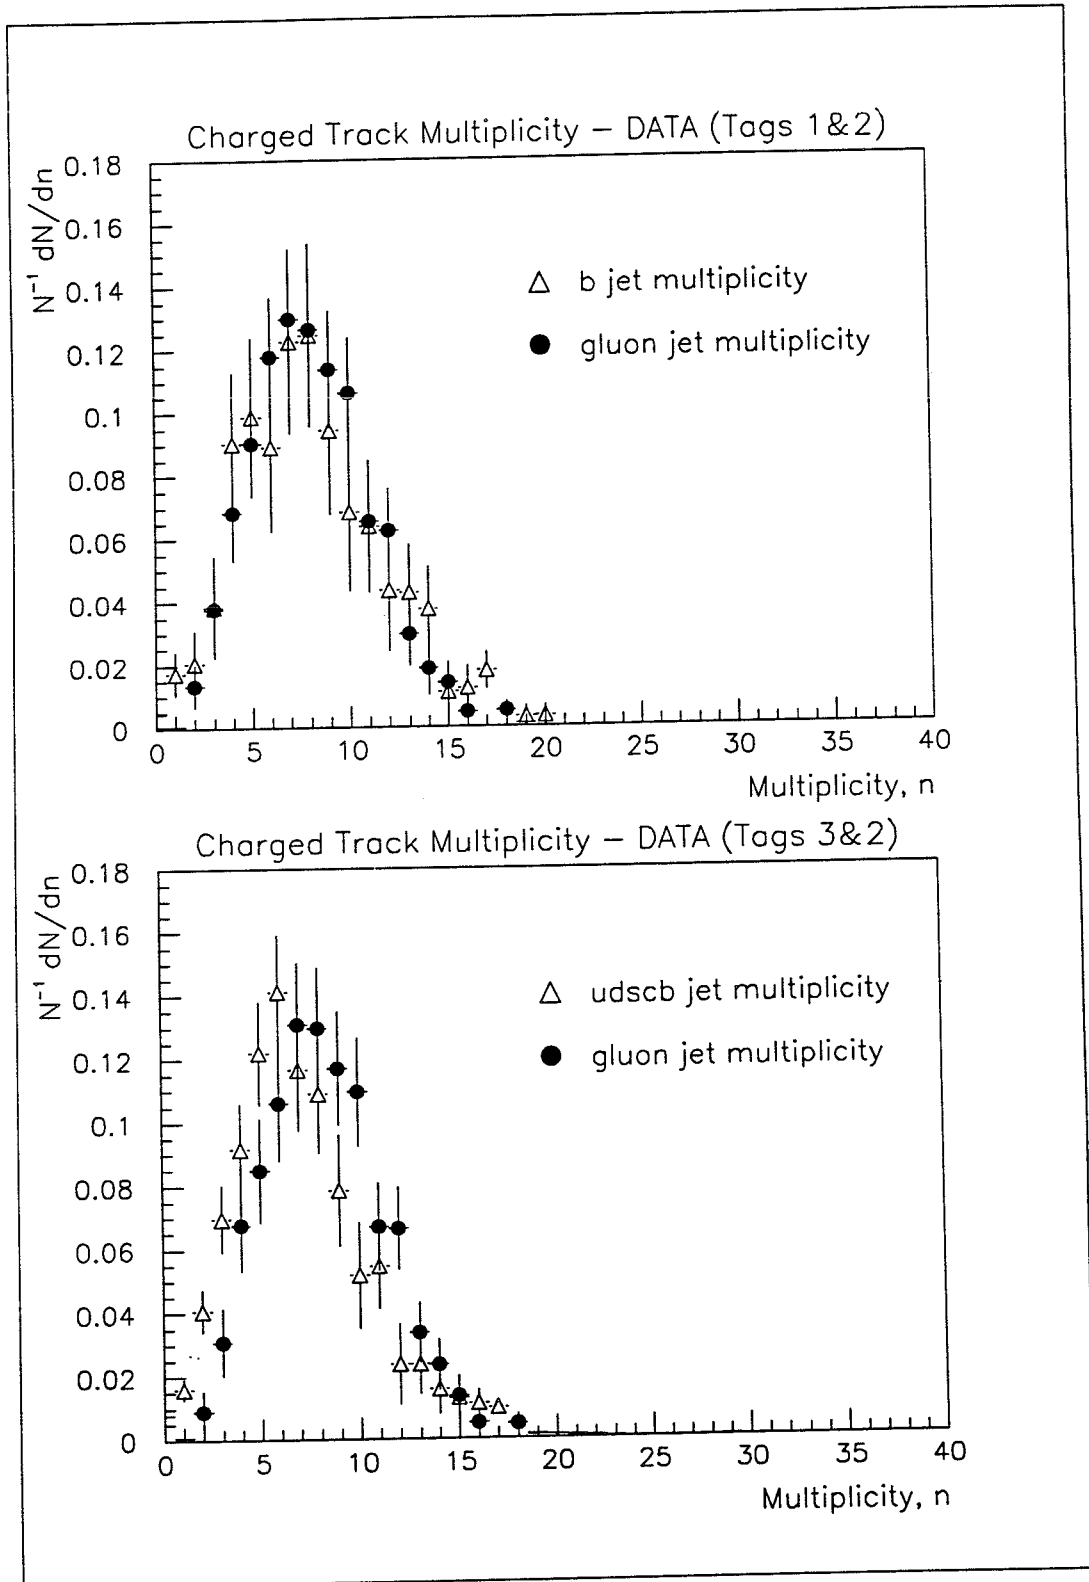 Charged Track Multiplicity – DATA (Tags 1&2)
N⁻¹ dN/dn
0.18
0.16
0.14
0.12
0.1
0.08
0.06
0.04
0.02
0
△ b jet multiplicity
● gluon jet multiplicity
0 5 10 15 20 25 30 35 40
Multiplicity, n
Charged Track Multiplicity – DATA (Tags 3&2)
N⁻¹ dN/dn
0.18
0.16
0.14
0.12
0.1
0.08
0.06
0.04
0.02
0
△ udscb jet multiplicity
● gluon jet multiplicity
0 5 10 15 20 25 30 35 40
Multiplicity, n